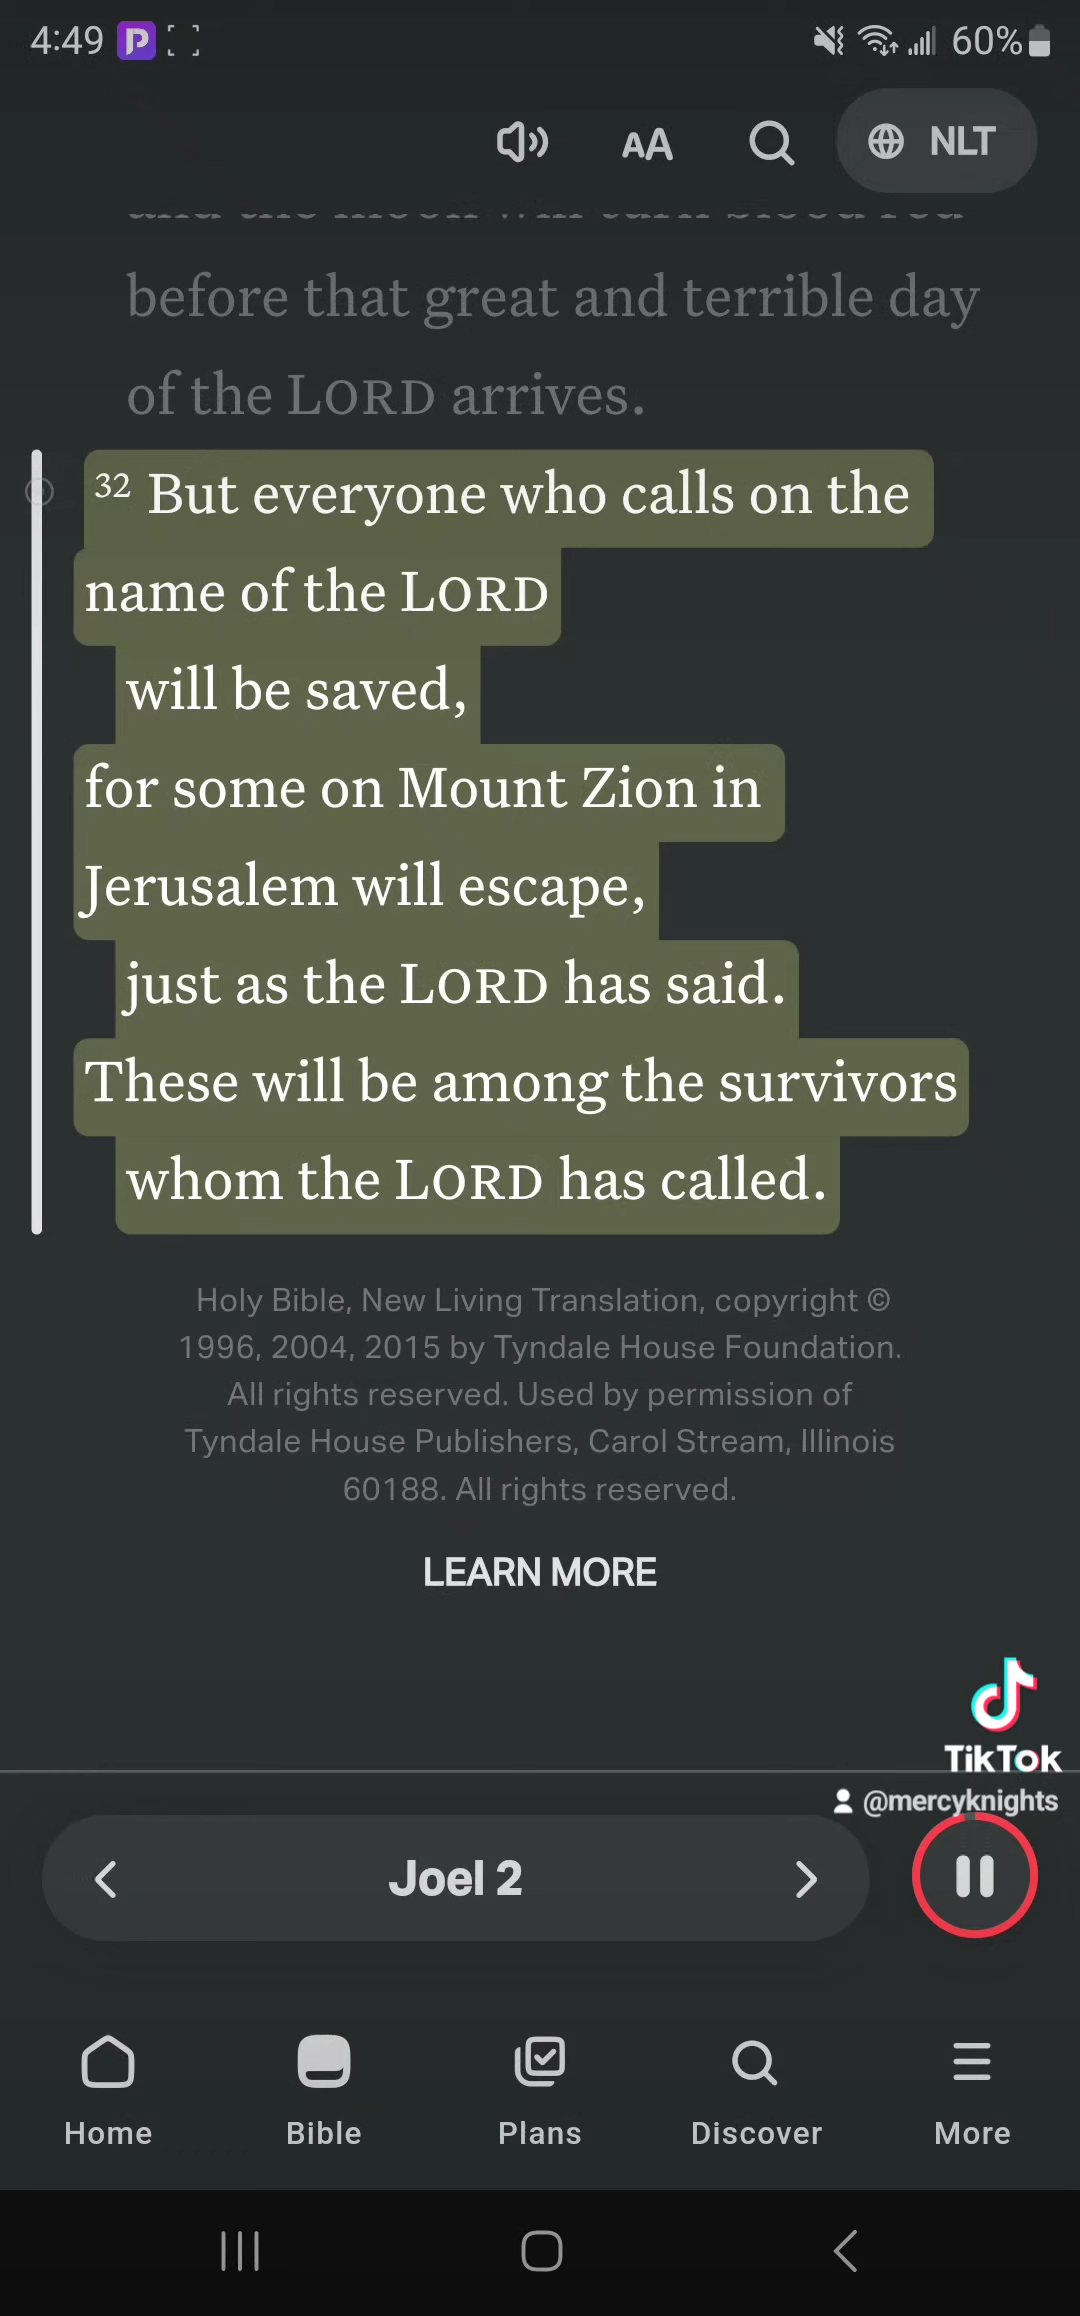 4:49
60%
NLT
before that great and terrible day
of the LORD arrives.
32 But everyone who calls on the
name of the LORD
will be saved,
for some on Mount Zion in
Jerusalem will escape,
just as the LORD has said.
These will be among the survivors
whom the LORD has called.
Holy Bible, New Living Translation, copyright ©
1996, 2004, 2015 by Tyndale House Foundation.
All rights reserved. Used by permission of
Tyndale House Publishers, Carol Stream, Illinois
60188. All rights reserved.
LEARN MORE
TikTok
@mercyknights
Joel 2
Home
Bible
Plans
Discover
More